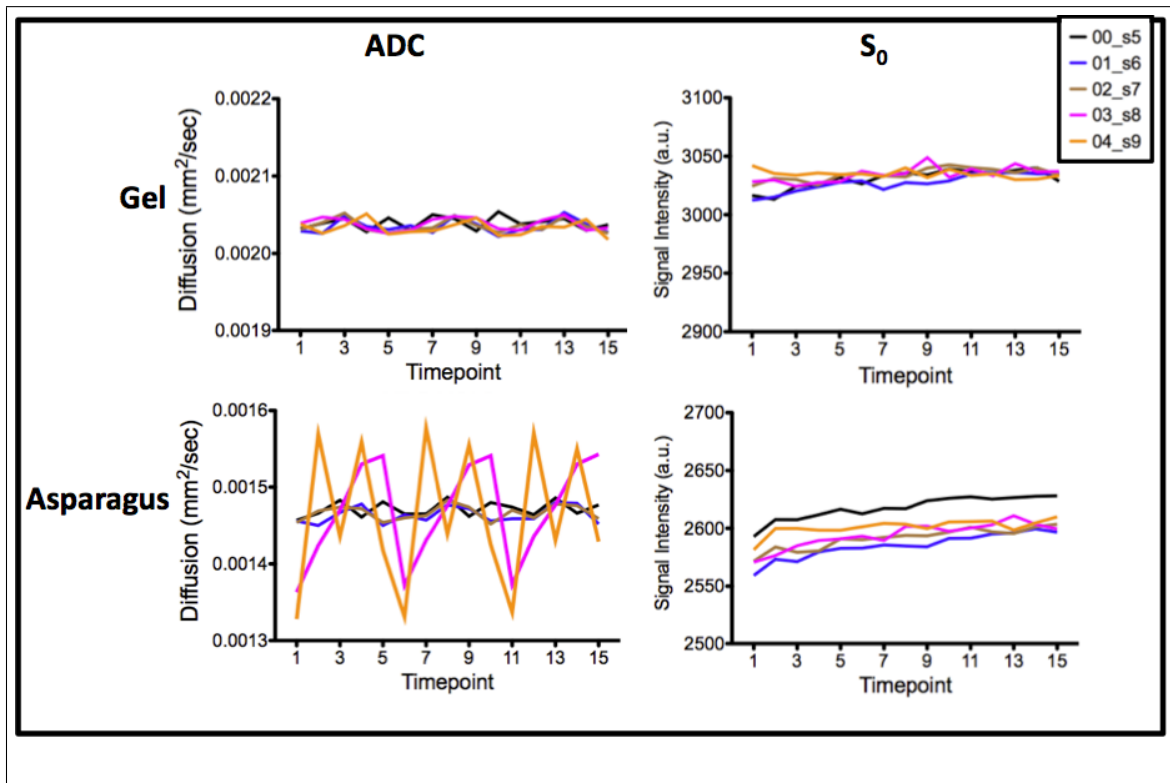 ADC
S₀
00_s5
01_s6
02_s7
03_s8
04_s9
Gel
Diffusion (mm²/sec)
0.0022
0.0021
0.0020
0.0019
1 3 5 7 9 11 13 15
Timepoint
Signal Intensity (a.u.)
3100
3050
3000
2950
2900
1 3 5 7 9 11 13 15
Timepoint
Asparagus
Diffusion (mm²/sec)
0.0016
0.0015
0.0014
0.0013
1 3 5 7 9 11 13 15
Timepoint
Signal Intensity (a.u.)
2700
2650
2600
2550
2500
1 3 5 7 9 11 13 15
Timepoint